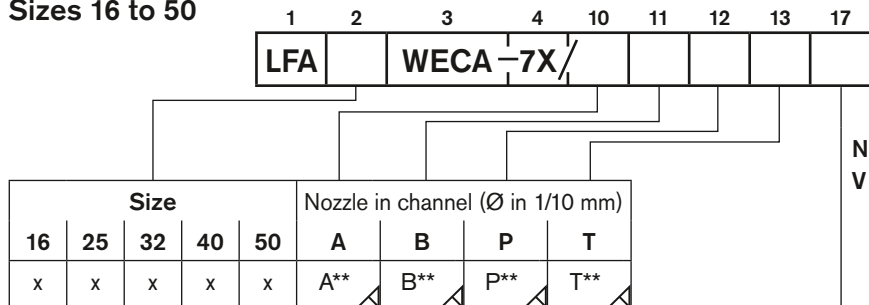 Sizes 16 to 50
1 2 3 4 10 11 12 13 17
LFA WECA –7X/
N
V
Size Nozzle in channel (Ø in 1/10 mm)
16 25 32 40 50 A B P T
x x x x x A** B** P** T**